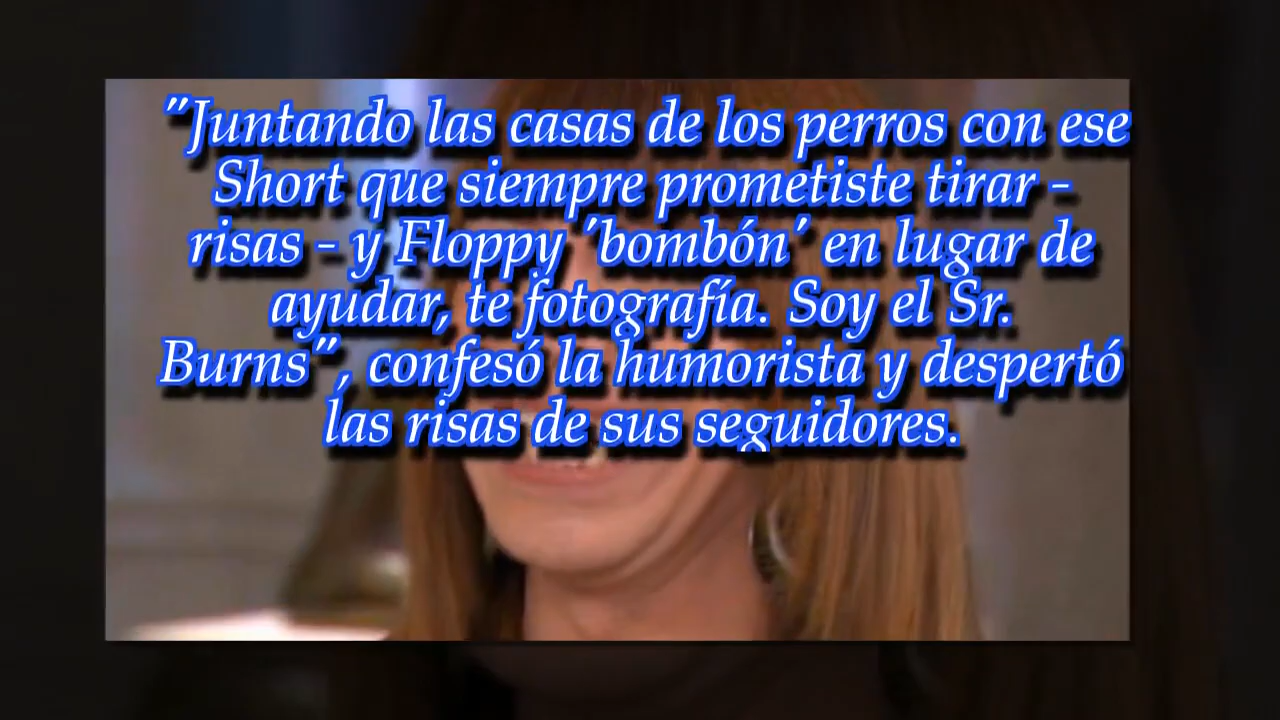 "Juntando las casas de los perros con ese
Short que siempre prometiste tirar -
risas - y Floppy 'bombón' en lugar de
ayudar, te fotografía. Soy el Sr.
Burns", confesó la humorista y despertó
las risas de sus seguidores.